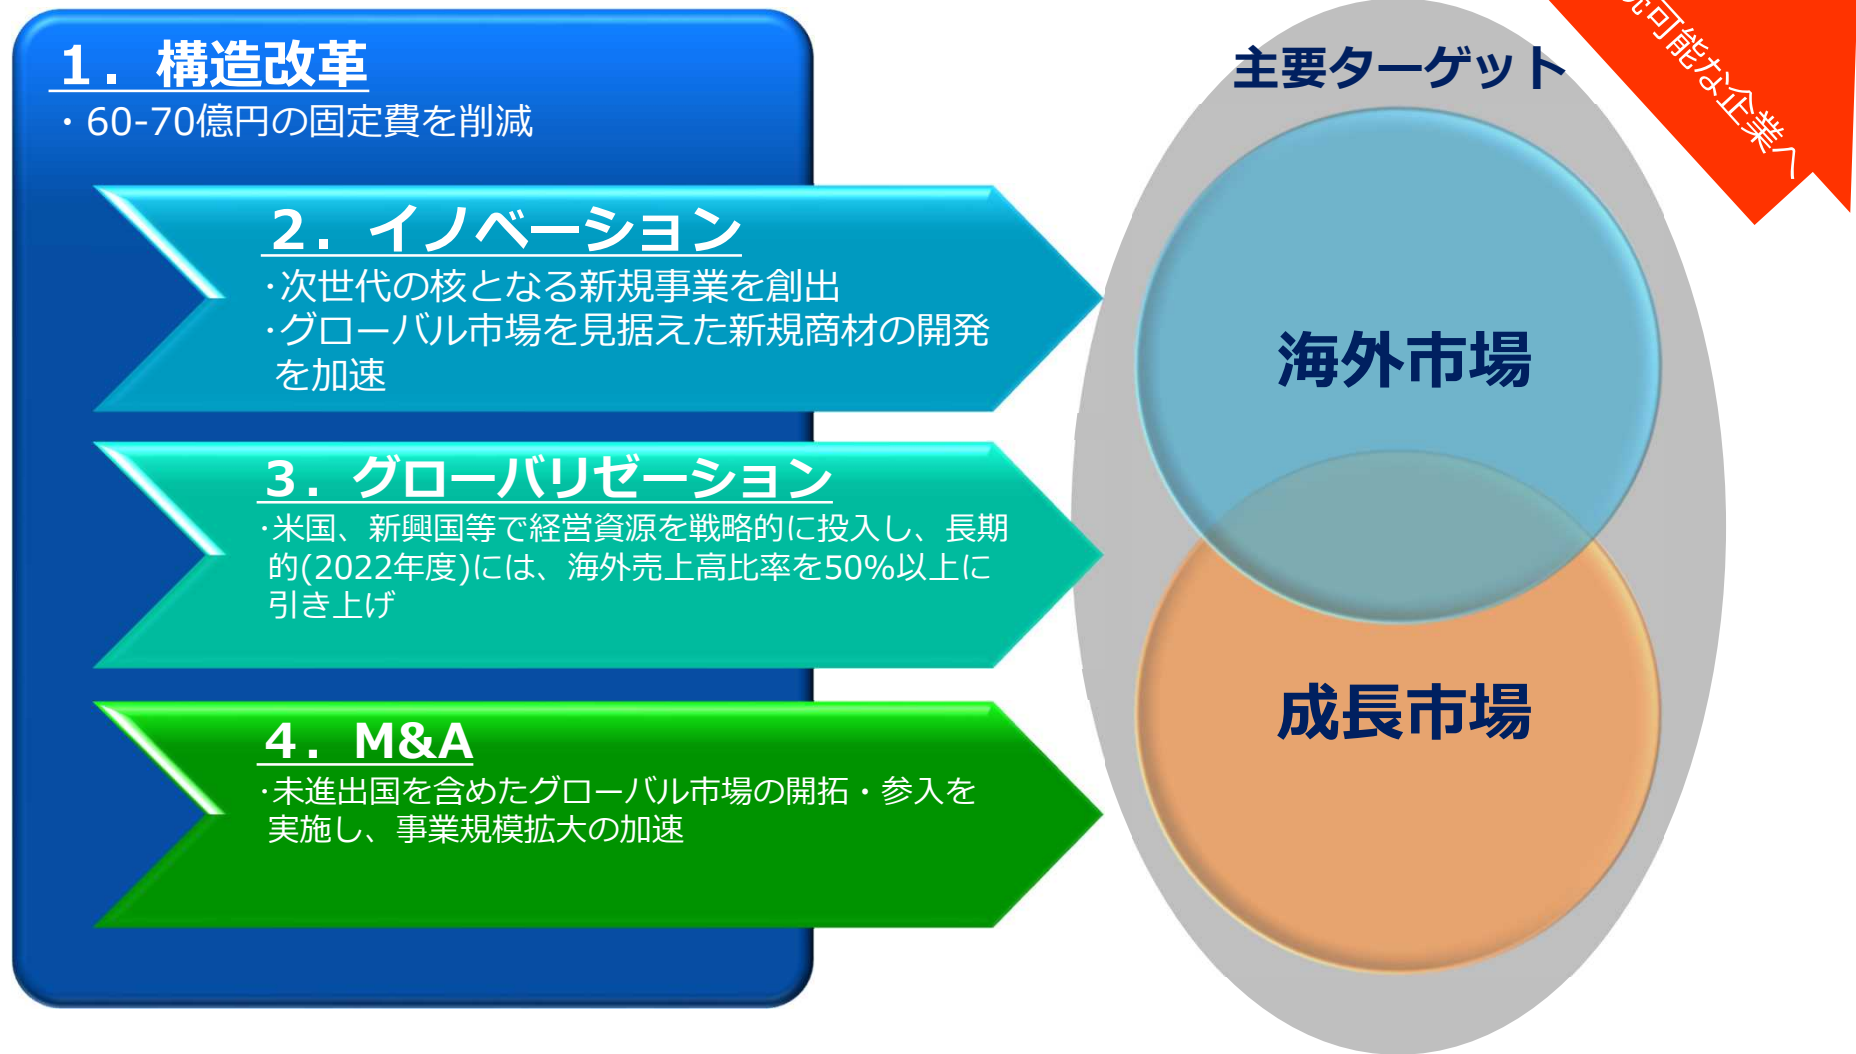 １．構造改革
・60-70億円の固定費を削減
２．イノベーション
･次世代の核となる新規事業を創出
･グローバル市場を見据えた新規商材の開発
を加速
３．グローバリゼーション
･米国、新興国等で経営資源を戦略的に投入し、長期
的(2022年度)には、海外売上高比率を50%以上に
引き上げ
４．M&A
･未進出国を含めたグローバル市場の開拓・参入を
実施し、事業規模拡大の加速
主要ターゲット
海外市場
成長市場
可能な企業へ